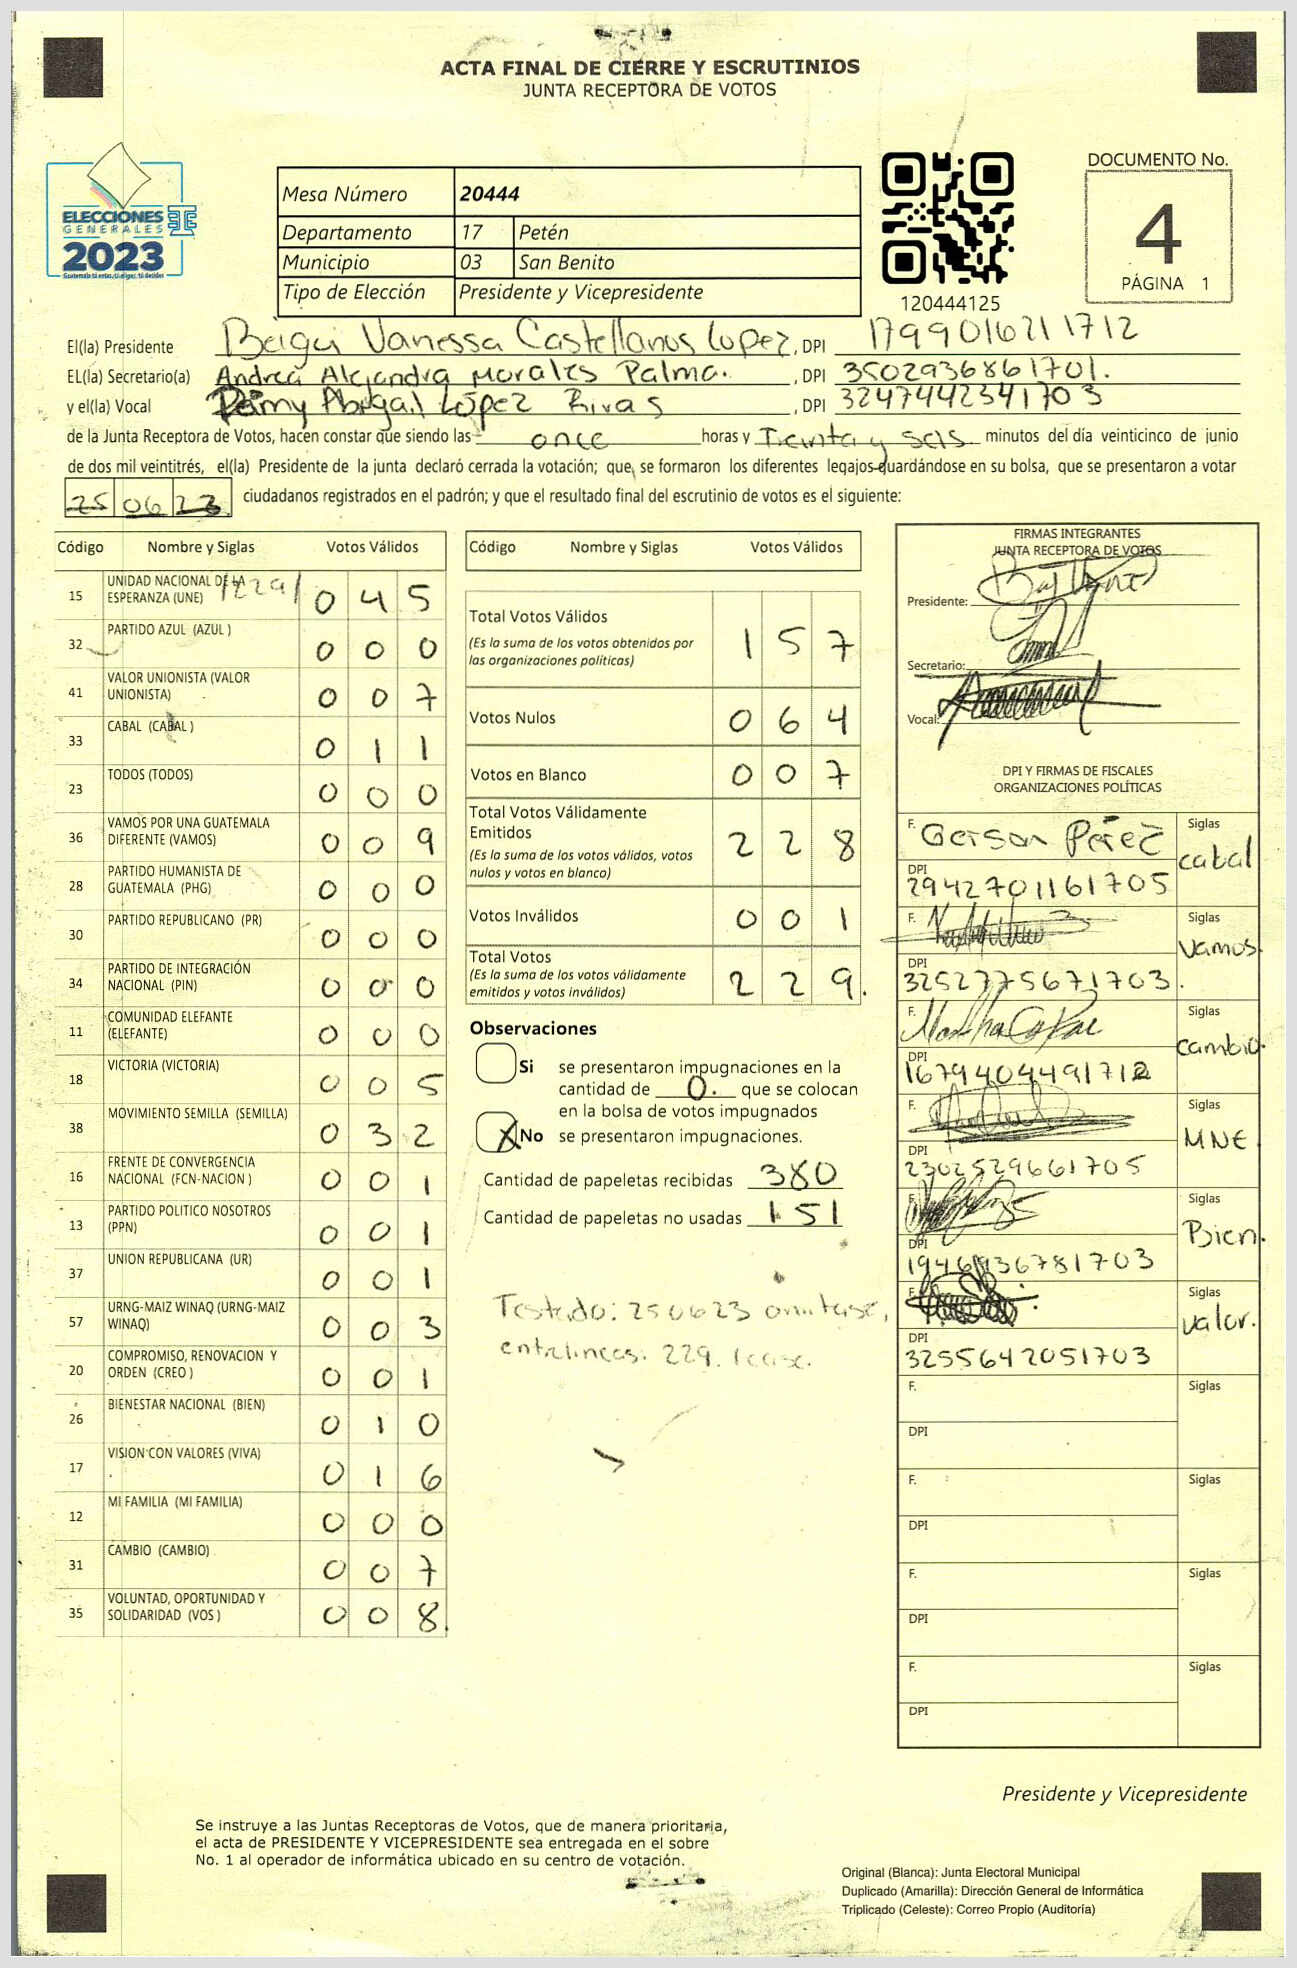 ACTA FINAL DE CIERRE Y ESCRUTINIOS
JUNTA RECEPTORA DE VOTOS
ELECCIONES
GENERALES
2023
Mesa Número 20444
Departamento 17 Petén
Municipio 03 San Benito
Tipo de Elección Presidente y Vicepresidente
120444125
DOCUMENTO No.
4
PÁGINA 1
El(la) Presidente Vanessa Castellanos Lopez, DPI 1799016211712
EL(la) Secretario(a) Andrea Alejandra Morales Palma. , DPI 3502936861701.
y el(la) Vocal Abigail López Rivas , DPI 3247442341703
de la Junta Receptora de Votos, hacen constar que siendo las once horas y Treinta y seis minutos del día veinticinco de junio
de dos mil veintitrés, el(la) Presidente de la junta declaró cerrada la votación; que, se formaron los diferentes legajos guardándose en su bolsa, que se presentaron a votar
25 06 23 ciudadanos registrados en el padrón; y que el resultado final del escrutinio de votos es el siguiente:
Código Nombre y Siglas Votos Válidos
15 UNIDAD NACIONAL DE LA ESPERANZA (UNE) /229/ 0 4 5
32 PARTIDO AZUL (AZUL ) 0 0 0
41 VALOR UNIONISTA (VALOR UNIONISTA) 0 0 7
33 CABAL (CABAL ) 0 1 1
23 TODOS (TODOS) 0 0 0
36 VAMOS POR UNA GUATEMALA DIFERENTE (VAMOS) 0 0 9
28 PARTIDO HUMANISTA DE GUATEMALA (PHG) 0 0 0
30 PARTIDO REPUBLICANO (PR) 0 0 0
34 PARTIDO DE INTEGRACIÓN NACIONAL (PIN) 0 0 0
11 COMUNIDAD ELEFANTE (ELEFANTE) 0 0 0
18 VICTORIA (VICTORIA) 0 0 5
38 MOVIMIENTO SEMILLA (SEMILLA) 0 3 2
16 FRENTE DE CONVERGENCIA NACIONAL (FCN-NACION ) 0 0 1
13 PARTIDO POLITICO NOSOTROS (PPN) 0 0 1
37 UNION REPUBLICANA (UR) 0 0 1
57 URNG-MAIZ WINAQ (URNG-MAIZ WINAQ) 0 0 3
20 COMPROMISO, RENOVACION Y ORDEN (CREO ) 0 0 1
26 BIENESTAR NACIONAL (BIEN) 0 1 0
17 VISION CON VALORES (VIVA) 0 1 6
12 MI FAMILIA (MI FAMILIA) 0 0 0
31 CAMBIO (CAMBIO) 0 0 7
35 VOLUNTAD, OPORTUNIDAD Y SOLIDARIDAD (VOS ) 0 0 8.
Código Nombre y Siglas Votos Válidos
Total Votos Válidos 1 5 7
(Es la suma de los votos obtenidos por
las organizaciones políticas)
Votos Nulos 0 6 4
Votos en Blanco 0 0 7
Total Votos Válidamente
Emitidos 2 2 8
(Es la suma de los votos válidos, votos
nulos y votos en blanco)
Votos Inválidos 0 0 1
Total Votos 2 2 9.
(Es la suma de los votos válidamente
emitidos y votos inválidos)
Observaciones
Si se presentaron impugnaciones en la
cantidad de 0. que se colocan
en la bolsa de votos impugnados
X No se presentaron impugnaciones.
Cantidad de papeletas recibidas 380
Cantidad de papeletas no usadas 151
Testado: 250623 omitase,
entrelineas: 229. lease.
FIRMAS INTEGRANTES
JUNTA RECEPTORA DE VOTOS
Presidente:
Secretario:
Vocal:
DPI Y FIRMAS DE FISCALES
ORGANIZACIONES POLÍTICAS
F. Gerson Pérez Siglas cabal
DPI 2942701161705
F. Siglas Vamos.
DPI 3252775671703.
F. Siglas cambio.
DPI 1679404491712
F. Siglas MNE
DPI 2302529661705
F. Siglas Bien.
DPI 1946936781703
F. Siglas valor.
DPI 3255642051703
F. Siglas
DPI
F. Siglas
DPI
F. Siglas
DPI
F. Siglas
DPI
Presidente y Vicepresidente
Se instruye a las Juntas Receptoras de Votos, que de manera prioritaria,
el acta de PRESIDENTE Y VICEPRESIDENTE sea entregada en el sobre
No. 1 al operador de informática ubicado en su centro de votación.
Original (Blanca): Junta Electoral Municipal
Duplicado (Amarilla): Dirección General de Informática
Triplicado (Celeste): Correo Propio (Auditoría)